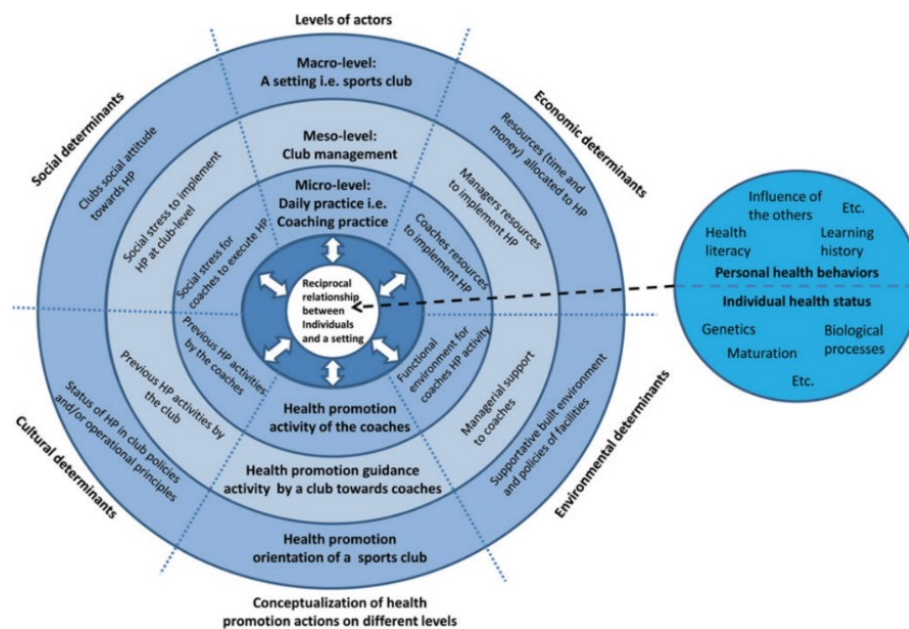 Levels of actors
Macro-level:
A setting i.e. sports club
Meso-level:
Club management
Micro-level:
Daily practice i.e.
Coaching practice
Social determinants
Clubs social attitude
towards HP
Social stress to implement
HP at club-level
Social stress for
coaches to execute HP
Economic determinants
Resources (time and
money) allocated to HP
Managers resources
to implement HP
Coaches resources
to implement HP
Reciprocal
relationship
between
Individuals
and a setting
Cultural determinants
Status of HP in club policies
and/or operational principles
Previous HP activities by
the club
Previous HP activities
by the coaches
Environmental determinants
Supportative built environment
and policies of facilities
Managerial support
to coaches
Functional
environment for
coaches HP activity
Health promotion
activity of the coaches
Health promotion guidance
activity by a club towards coaches
Health promotion
orientation of a sports club
Conceptualization of health
promotion actions on different levels
Influence of
the others
Etc.
Health
literacy
Learning
history
Personal health behaviors
Individual health status
Genetics
Biological
processes
Maturation
Etc.